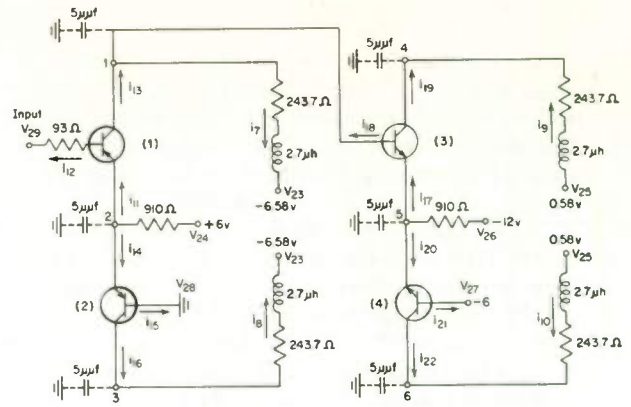 5μμf
5μμf
4
1
i13
i19
243.7Ω
243.7Ω
Input
V29
93Ω
i12
(1)
i7
i18
(3)
i9
2.7μh
2.7μh
V23
-6.58v
V25
0.58v
i11
i17
5μμf
2
910Ω
+6v
V24
5μμf
5
910Ω
-12v
V26
i14
i20
-6.58v
V23
0.58v
V25
(2)
V28
i15
2.7μh
i8
(4)
V27
-6
i21
2.7μh
i10
i16
243.7Ω
i22
243.7Ω
5μμf
3
5μμf
6